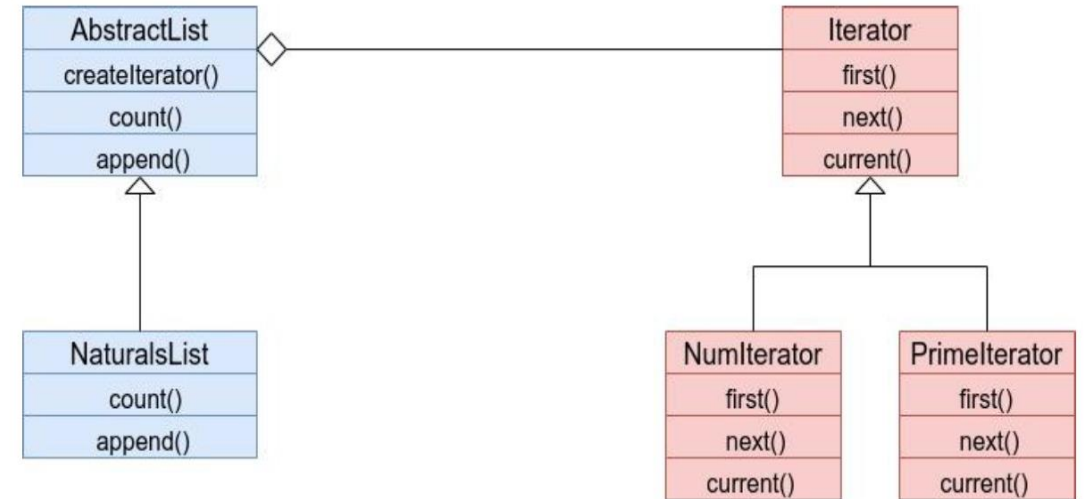 AbstractList
createIterator()
count()
append()
Iterator
first()
next()
current()
NaturalsList
count()
append()
NumIterator
first()
next()
current()
PrimeIterator
first()
next()
current()